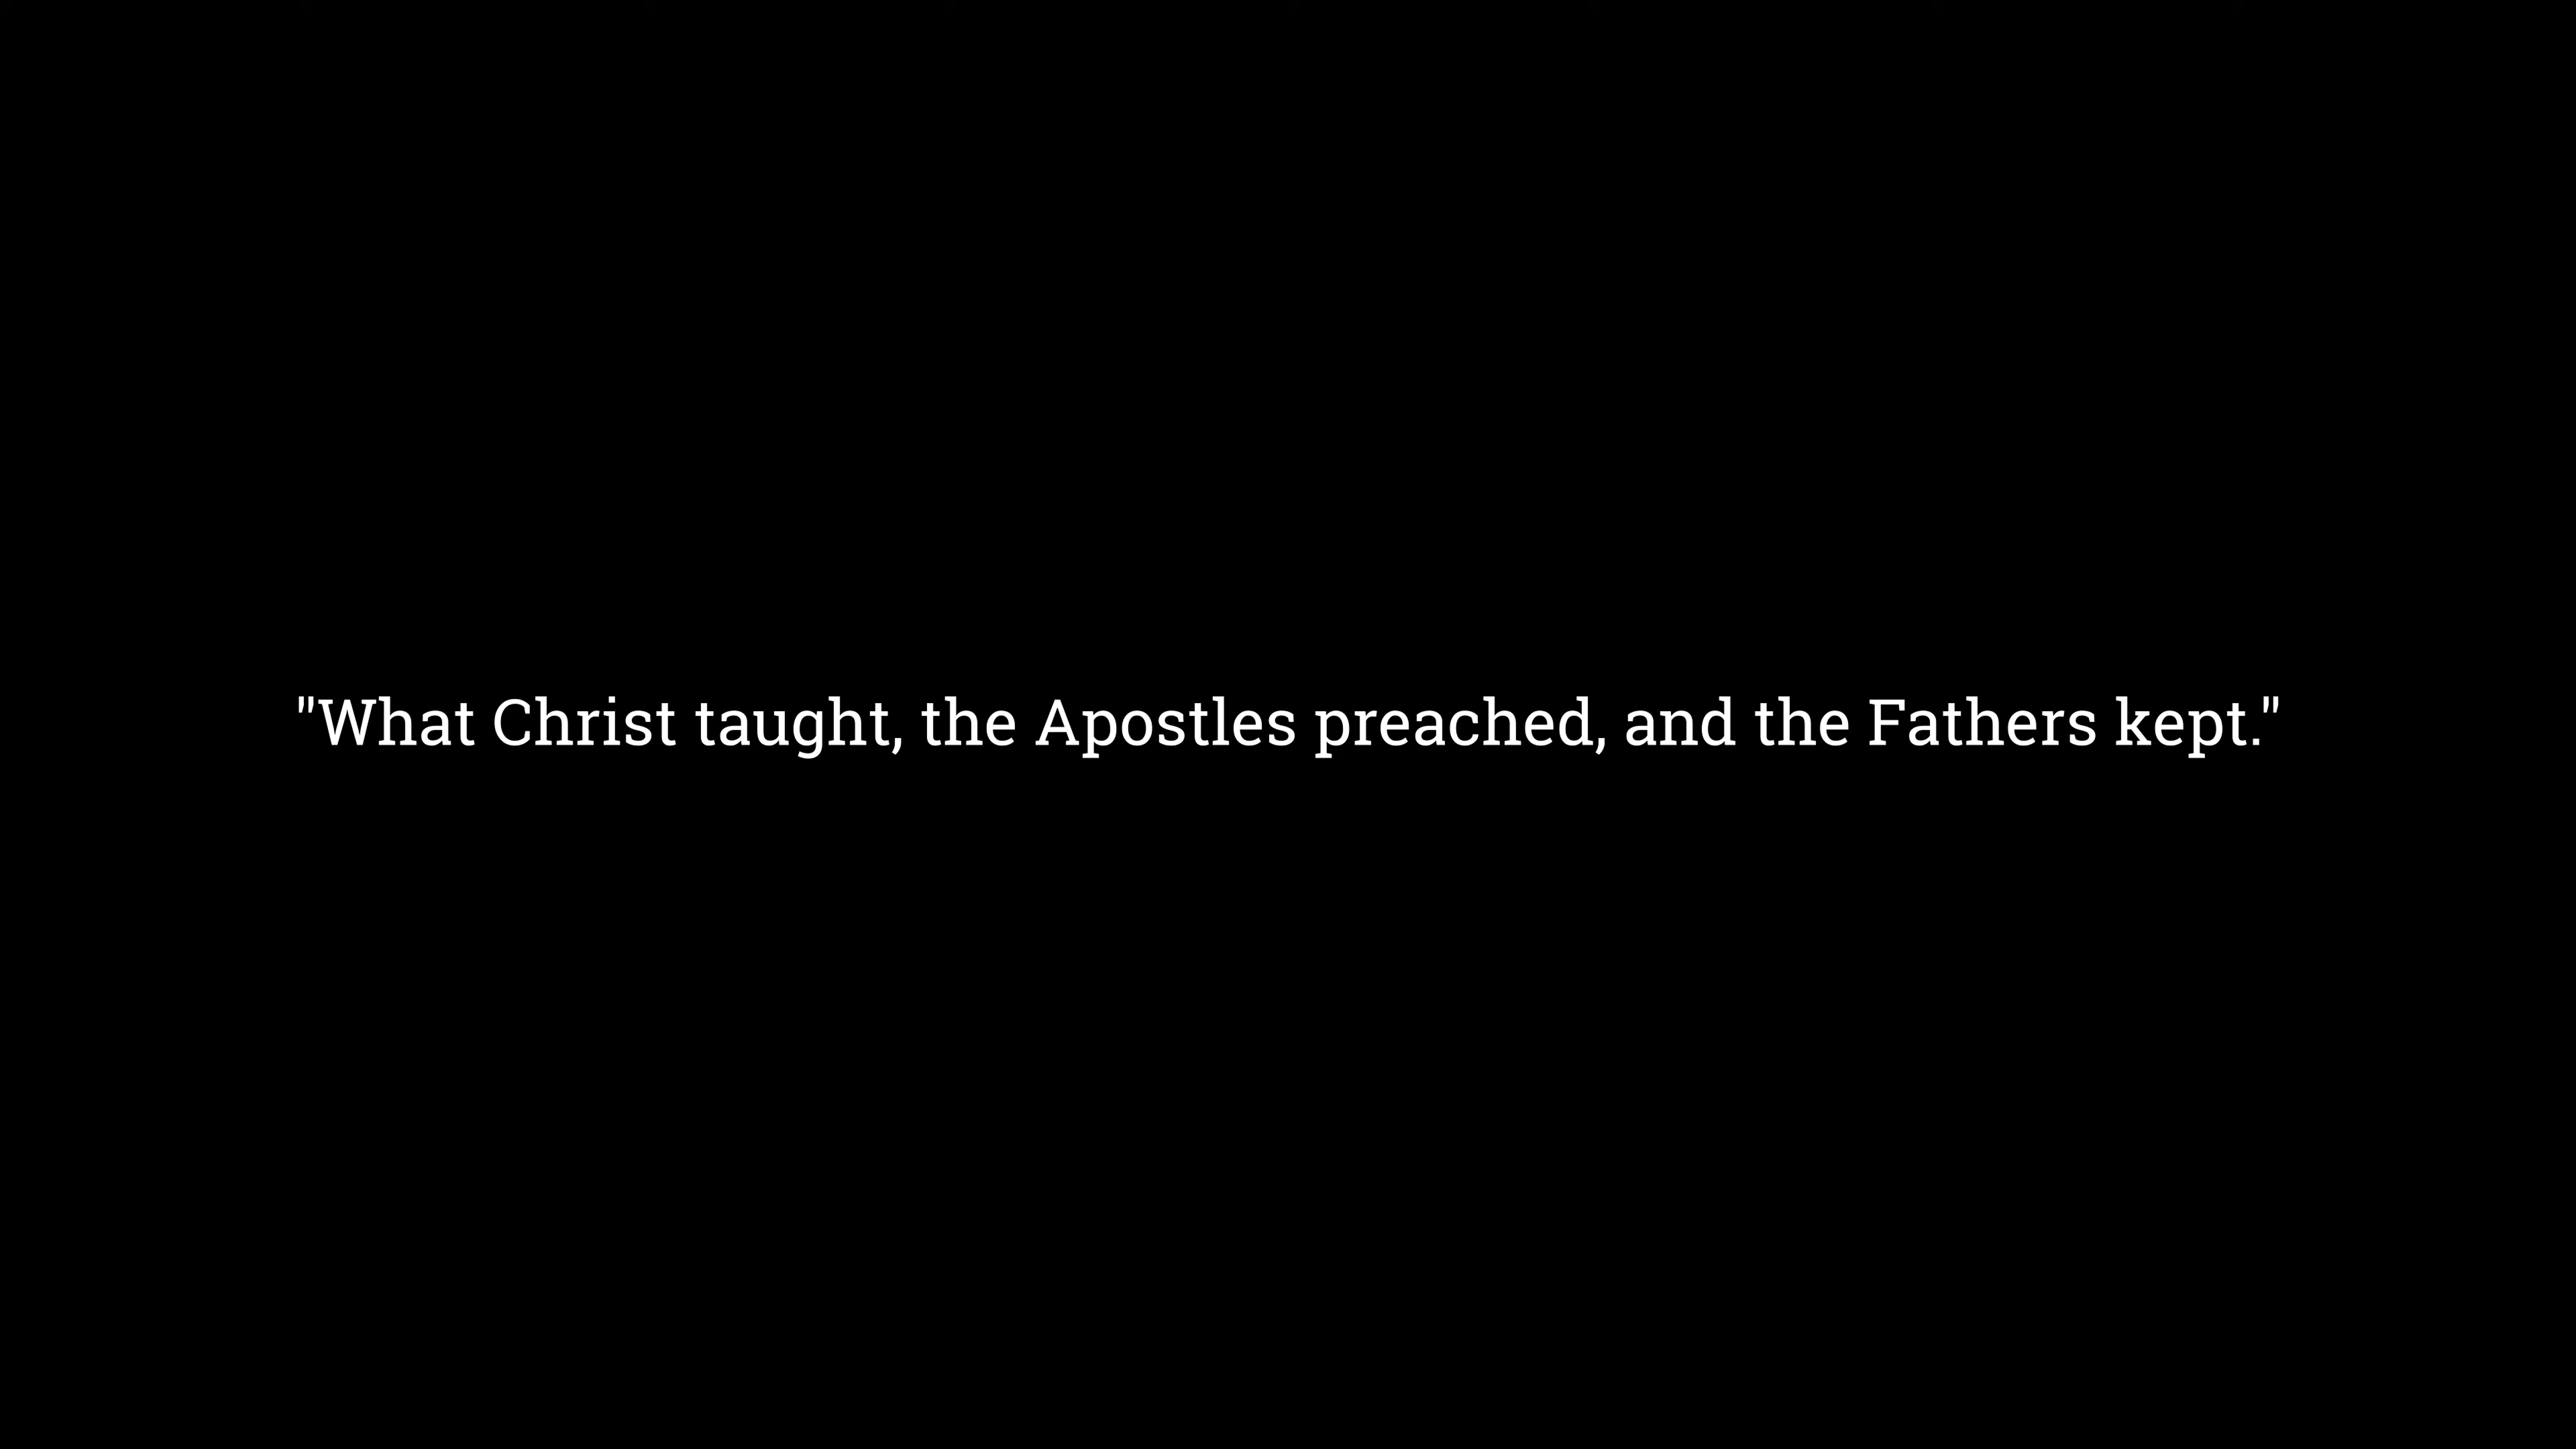 "What Christ taught, the Apostles preached, and the Fathers kept."